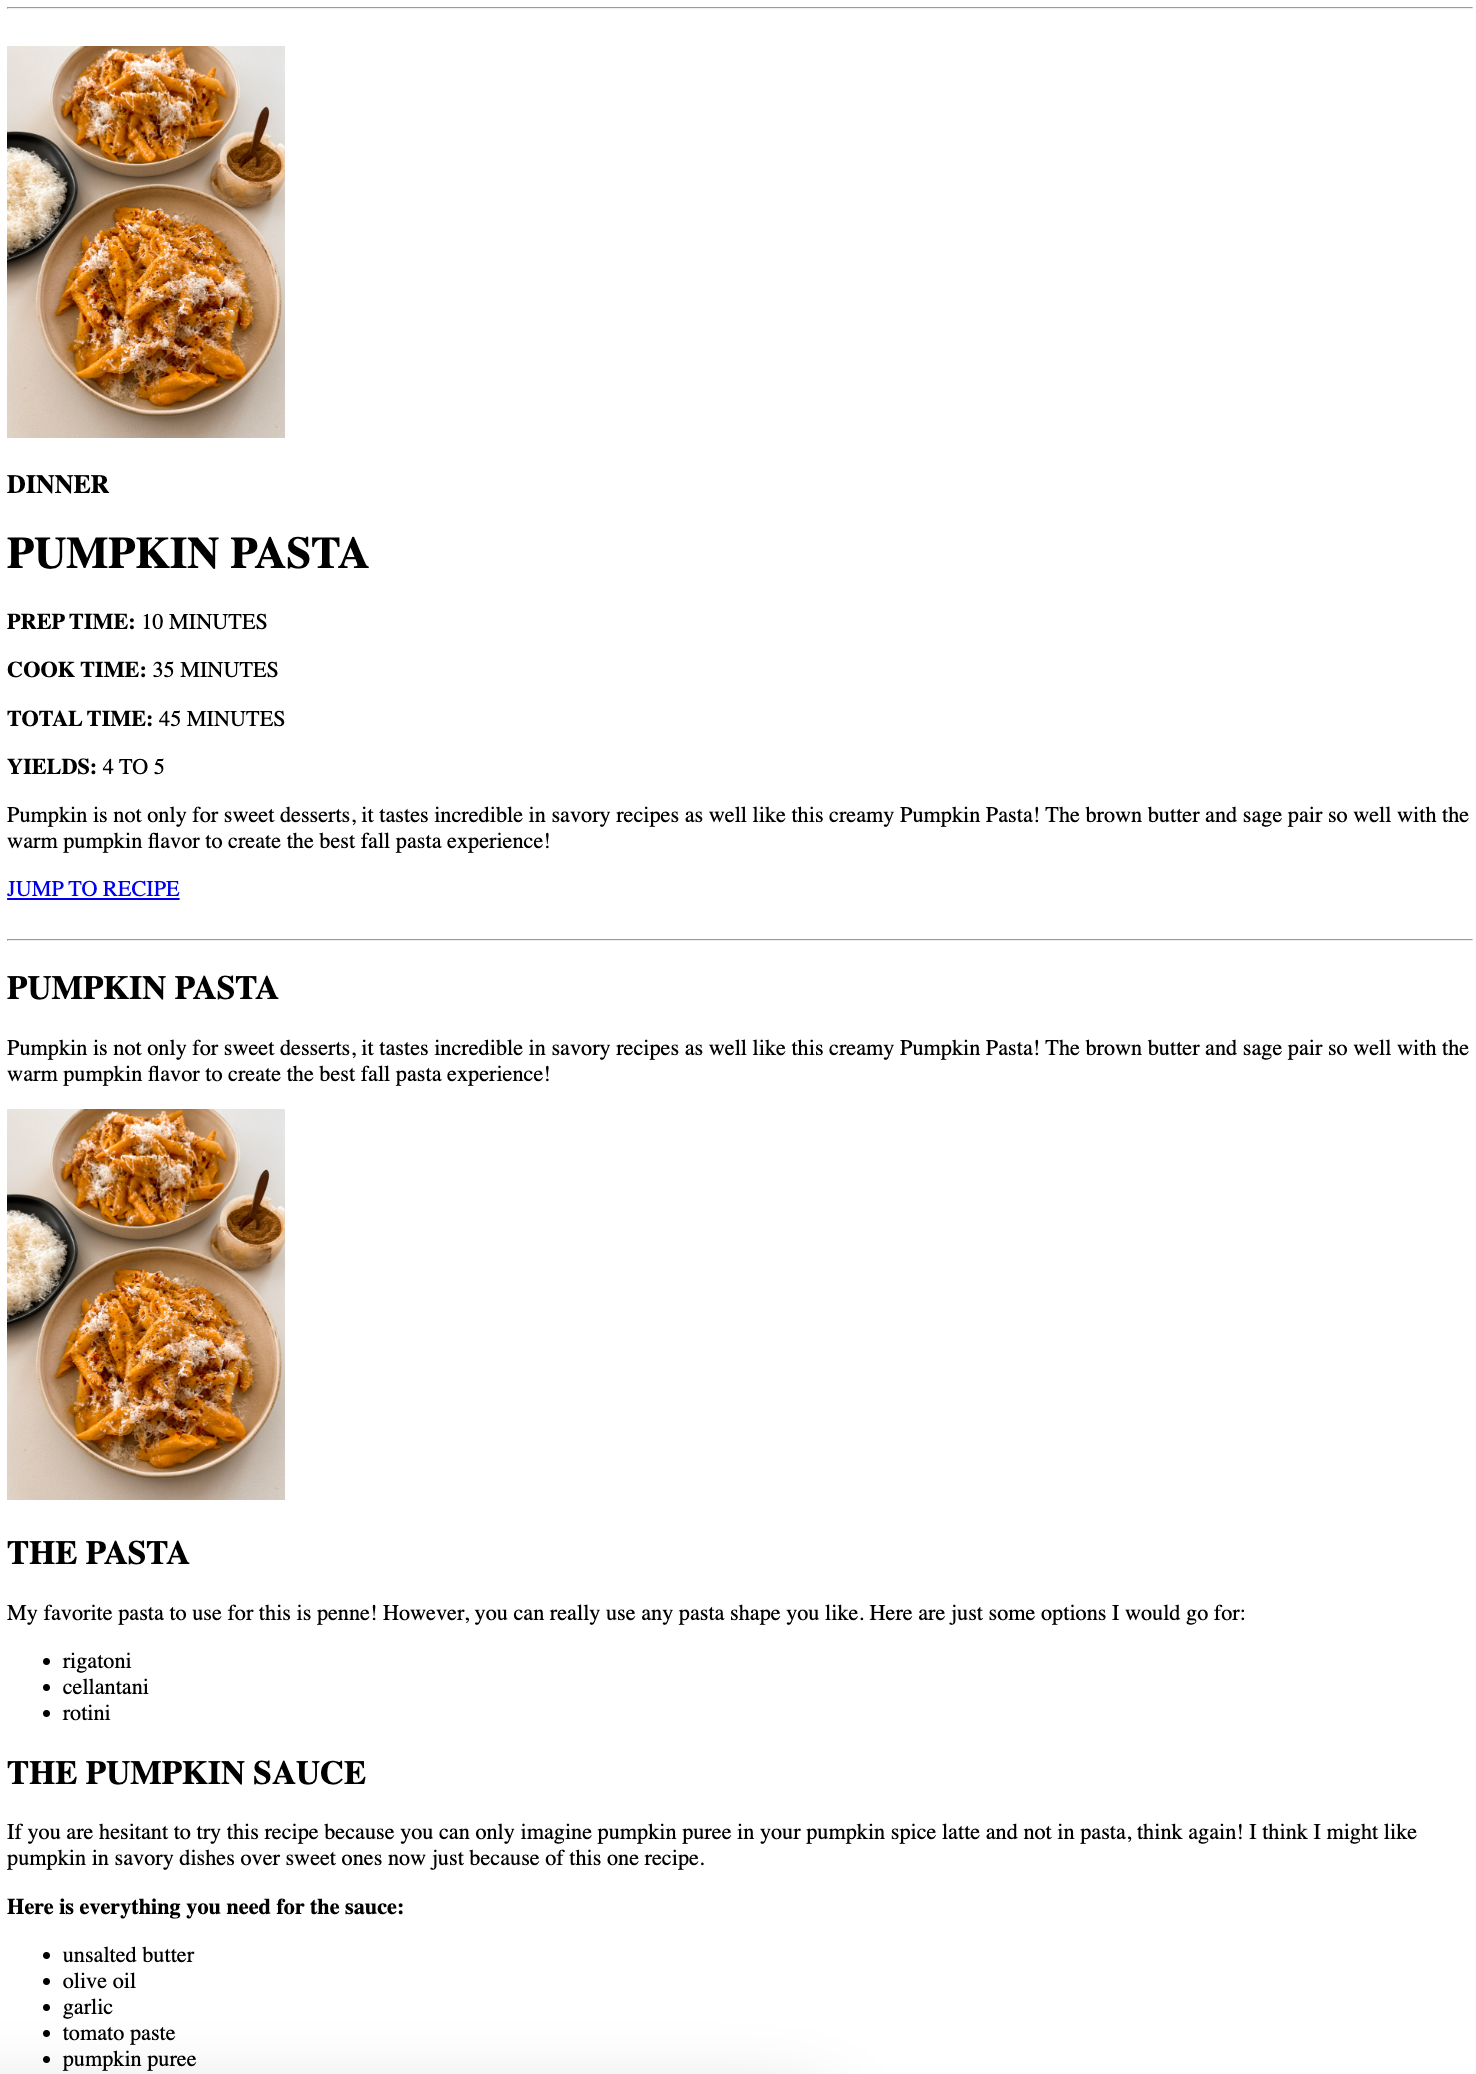 DINNER
PUMPKIN PASTA
PREP TIME: 10 MINUTES
COOK TIME: 35 MINUTES
TOTAL TIME: 45 MINUTES
YIELDS: 4 TO 5
Pumpkin is not only for sweet desserts, it tastes incredible in savory recipes as well like this creamy Pumpkin Pasta! The brown butter and sage pair so well with the
warm pumpkin flavor to create the best fall pasta experience!
JUMP TO RECIPE
PUMPKIN PASTA
Pumpkin is not only for sweet desserts, it tastes incredible in savory recipes as well like this creamy Pumpkin Pasta! The brown butter and sage pair so well with the
warm pumpkin flavor to create the best fall pasta experience!
THE PASTA
My favorite pasta to use for this is penne! However, you can really use any pasta shape you like. Here are just some options I would go for:
• rigatoni
• cellantani
• rotini
THE PUMPKIN SAUCE
If you are hesitant to try this recipe because you can only imagine pumpkin puree in your pumpkin spice latte and not in pasta, think again! I think I might like
pumpkin in savory dishes over sweet ones now just because of this one recipe.
Here is everything you need for the sauce:
• unsalted butter
• olive oil
• garlic
• tomato paste
• pumpkin puree